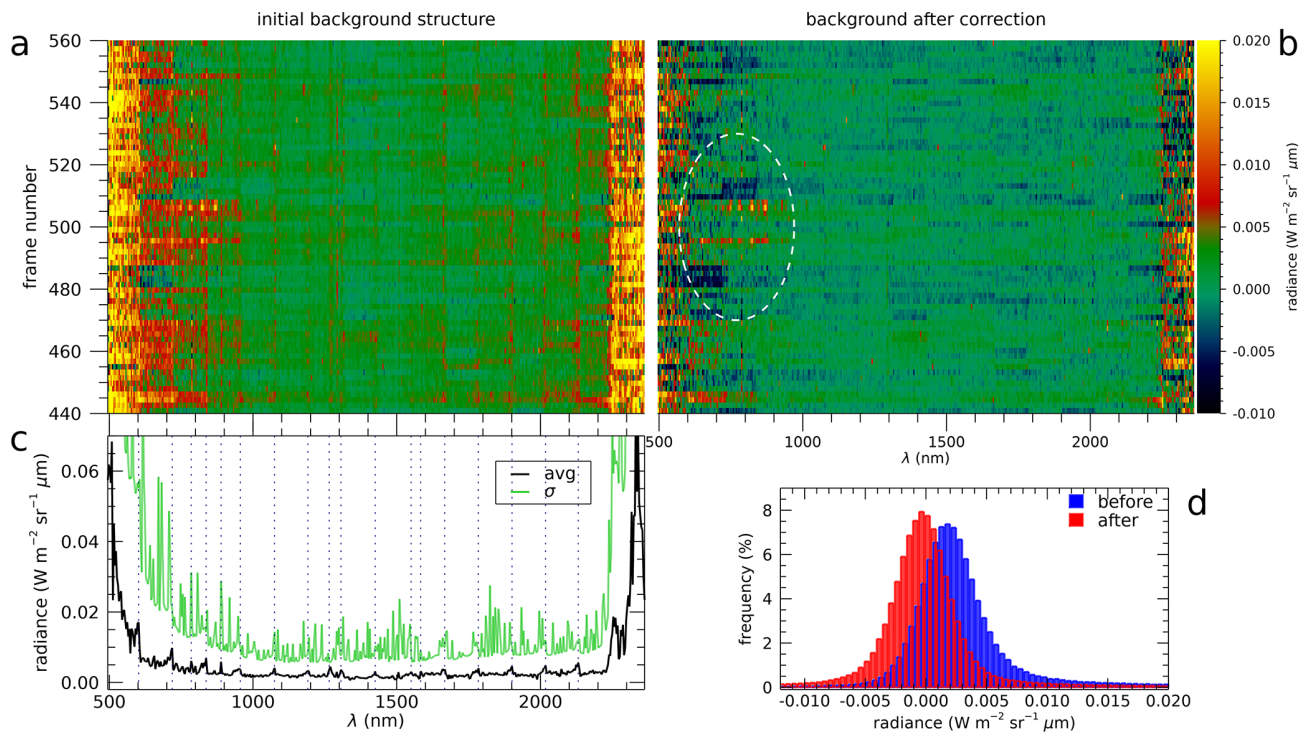 initial background structure
background after correction
a
b
560
540
520
500
480
460
440
frame number
0.020
0.015
0.010
0.005
0.000
-0.005
-0.010
radiance (W m⁻² sr⁻¹ μm)
500 1000 1500 2000
λ (nm)
c
0.06
0.04
0.02
0.00
radiance (W m⁻² sr⁻¹ μm)
avg
σ
500 1000 1500 2000
λ (nm)
d
before
after
8
6
4
2
0
frequency (%)
-0.010 -0.005 0.000 0.005 0.010 0.015 0.020
radiance (W m⁻² sr⁻¹ μm)